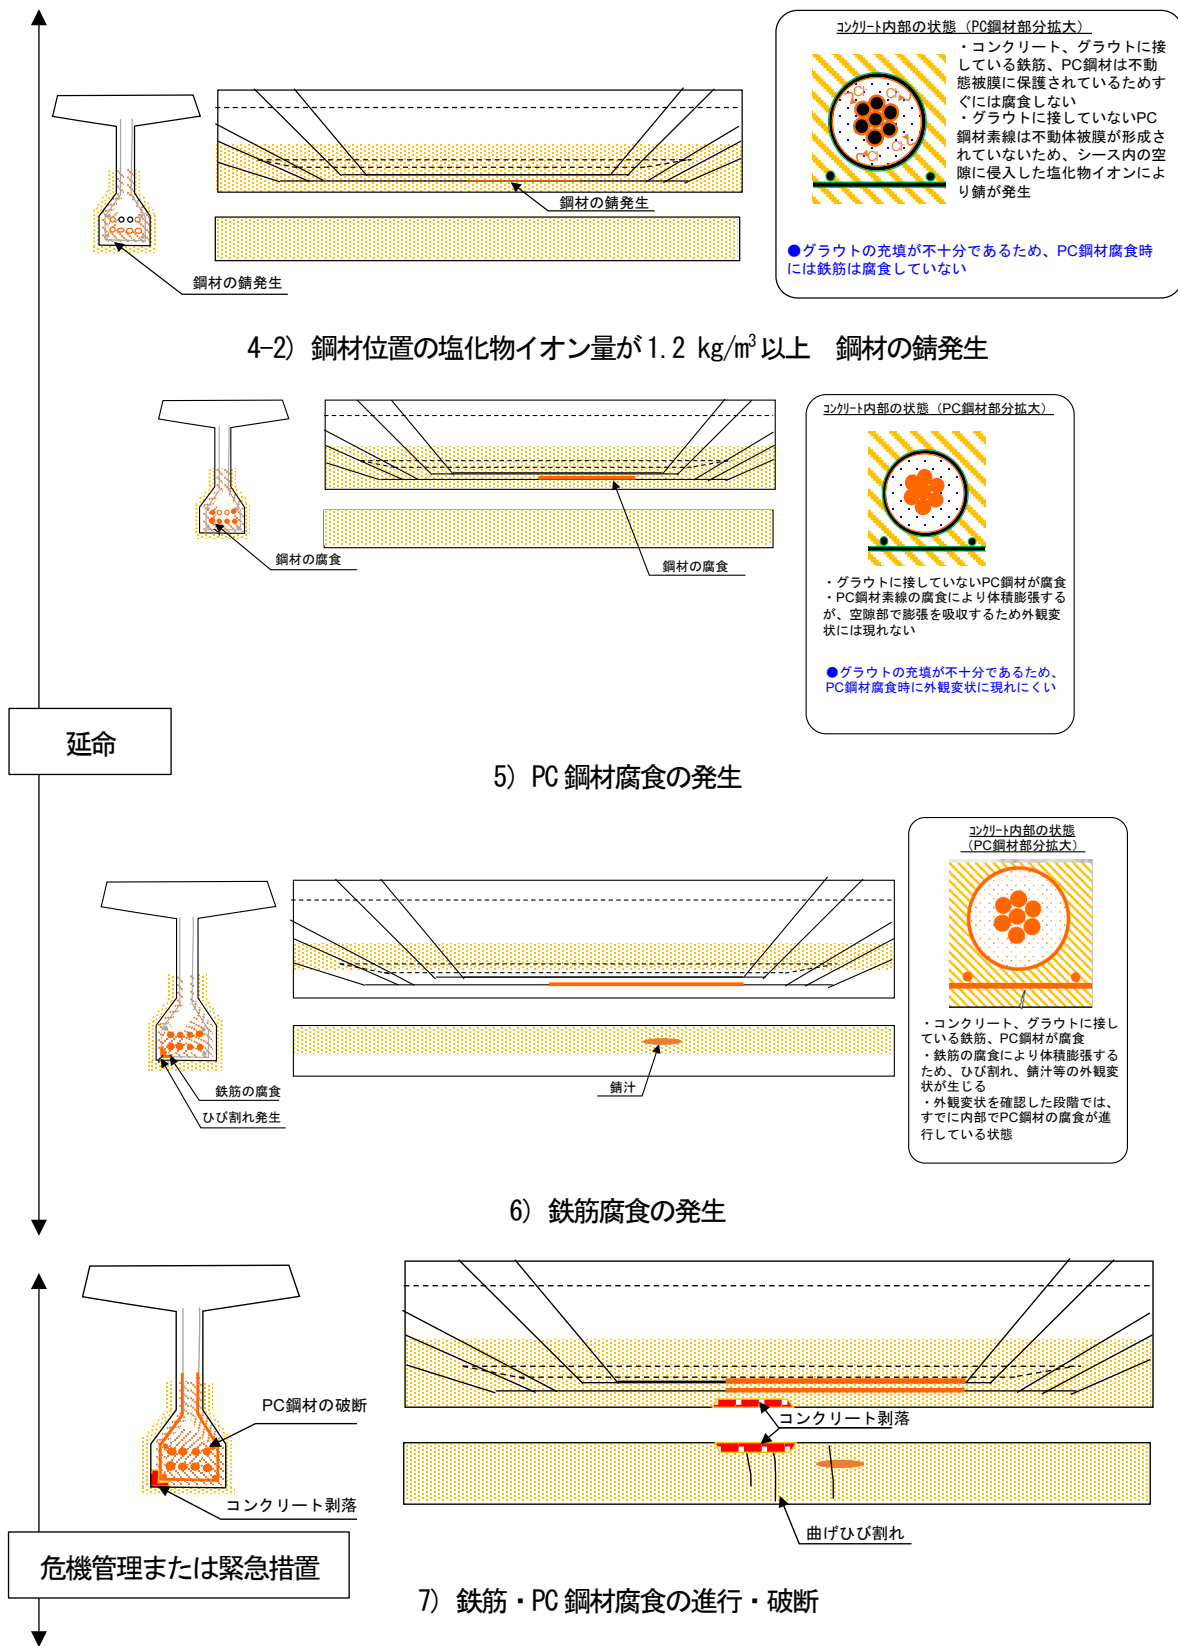 コンクリート内部の状態（PC鋼材部分拡大）
・コンクリート、グラウトに接
している鉄筋、PC鋼材は不動
態被膜に保護されているためす
ぐには腐食しない
・グラウトに接していないPC
鋼材素線は不動体被膜が形成さ
れていないため、シース内の空
隙に侵入した塩化物イオンによ
り錆が発生
Cl
Cl
Cl
Cl
●グラウトの充填が不十分であるため、PC鋼材腐食時
には鉄筋は腐食していない
鋼材の錆発生
鋼材の錆発生
4-2）鋼材位置の塩化物イオン量が1.2 kg/m³以上　鋼材の錆発生
コンクリート内部の状態（PC鋼材部分拡大）
・グラウトに接していないPC鋼材が腐食
・PC鋼材素線の腐食により体積膨張する
が、空隙部で膨張を吸収するため外観変
状には現れない
●グラウトの充填が不十分であるため、
PC鋼材腐食時に外観変状に現れにくい
鋼材の腐食
鋼材の腐食
延命
5）PC鋼材腐食の発生
コンクリート内部の状態
（PC鋼材部分拡大）
・コンクリート、グラウトに接し
ている鉄筋、PC鋼材が腐食
・鉄筋の腐食により体積膨張する
ため、ひび割れ、錆汁等の外観変
状が生じる
・外観変状を確認した段階では、
すでに内部でPC鋼材の腐食が進
行している状態
鉄筋の腐食
ひび割れ発生
錆汁
6）鉄筋腐食の発生
PC鋼材の破断
コンクリート剥落
コンクリート剥落
曲げひび割れ
危機管理または緊急措置
7）鉄筋・PC鋼材腐食の進行・破断